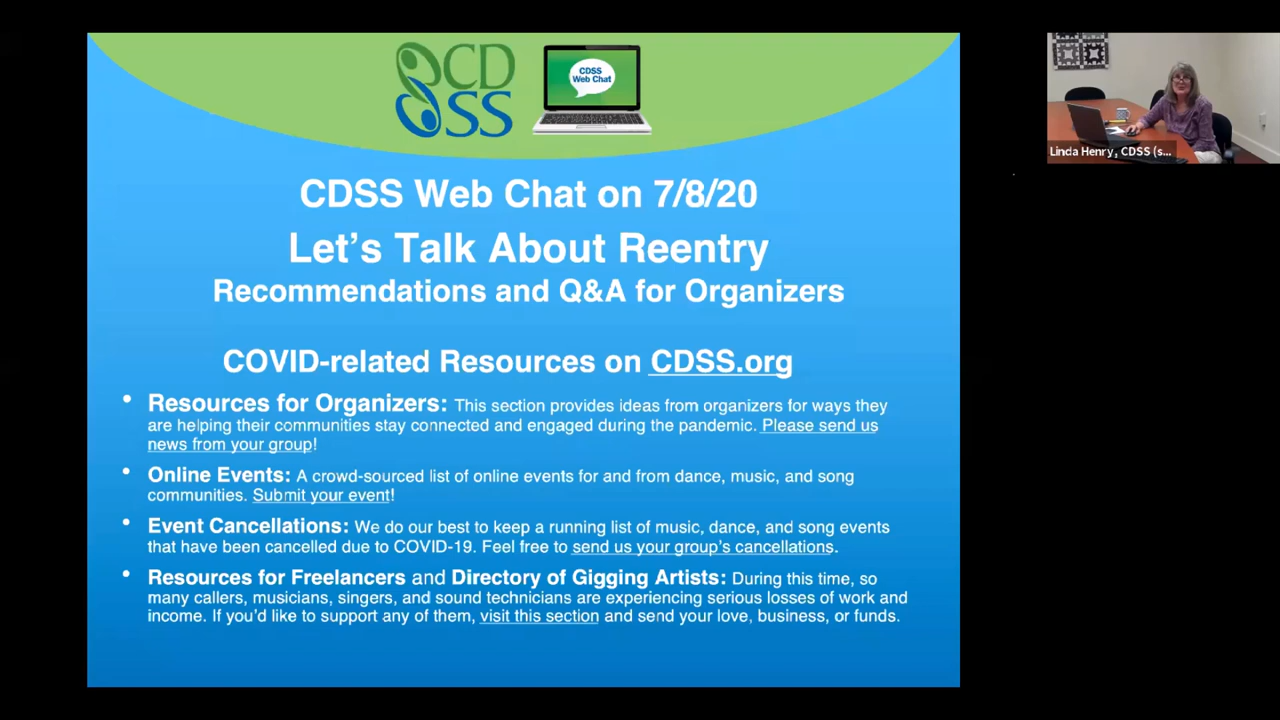 CD
SS
CDSS
Web Chat
Linda Henry, CDSS (s...
CDSS Web Chat on 7/8/20
Let's Talk About Reentry
Recommendations and Q&A for Organizers
COVID-related Resources on CDSS.org
• Resources for Organizers: This section provides ideas from organizers for ways they
are helping their communities stay connected and engaged during the pandemic. Please send us
news from your group!
• Online Events: A crowd-sourced list of online events for and from dance, music, and song
communities. Submit your event!
• Event Cancellations: We do our best to keep a running list of music, dance, and song events
that have been cancelled due to COVID-19. Feel free to send us your group's cancellations.
• Resources for Freelancers and Directory of Gigging Artists: During this time, so
many callers, musicians, singers, and sound technicians are experiencing serious losses of work and
income. If you'd like to support any of them, visit this section and send your love, business, or funds.